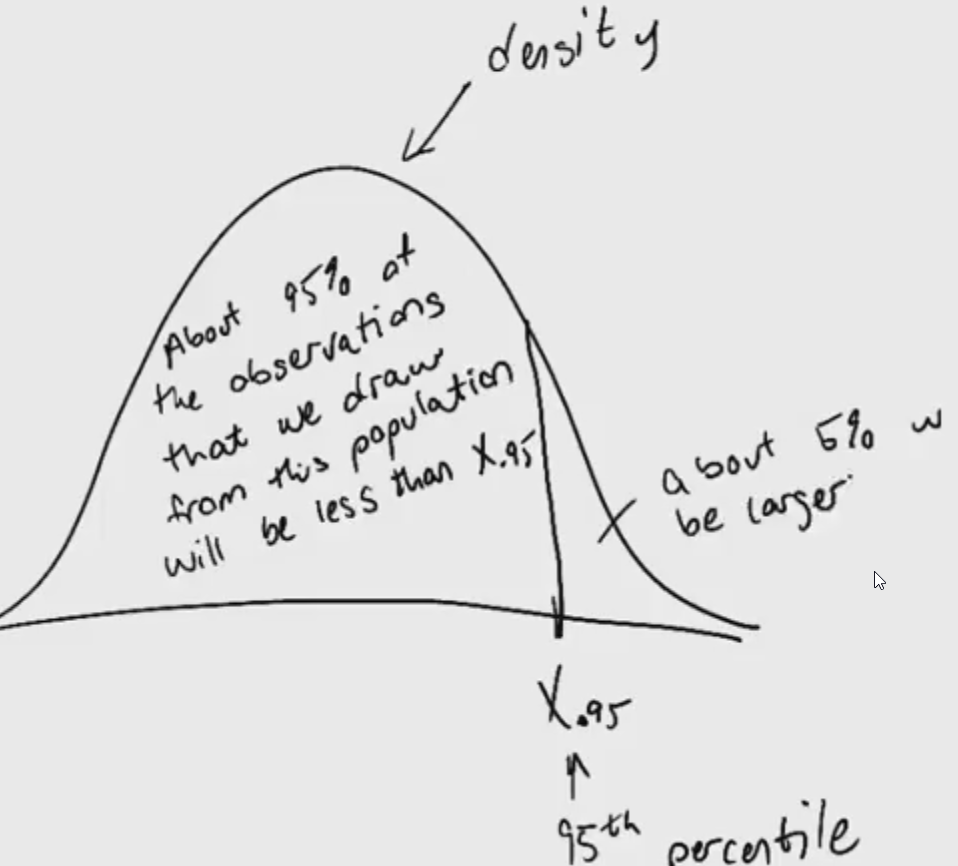 density
About 95% of
the observations
that we draw
from this population
will be less than X.95
about 5% w
be larger
X.95
95th percentile